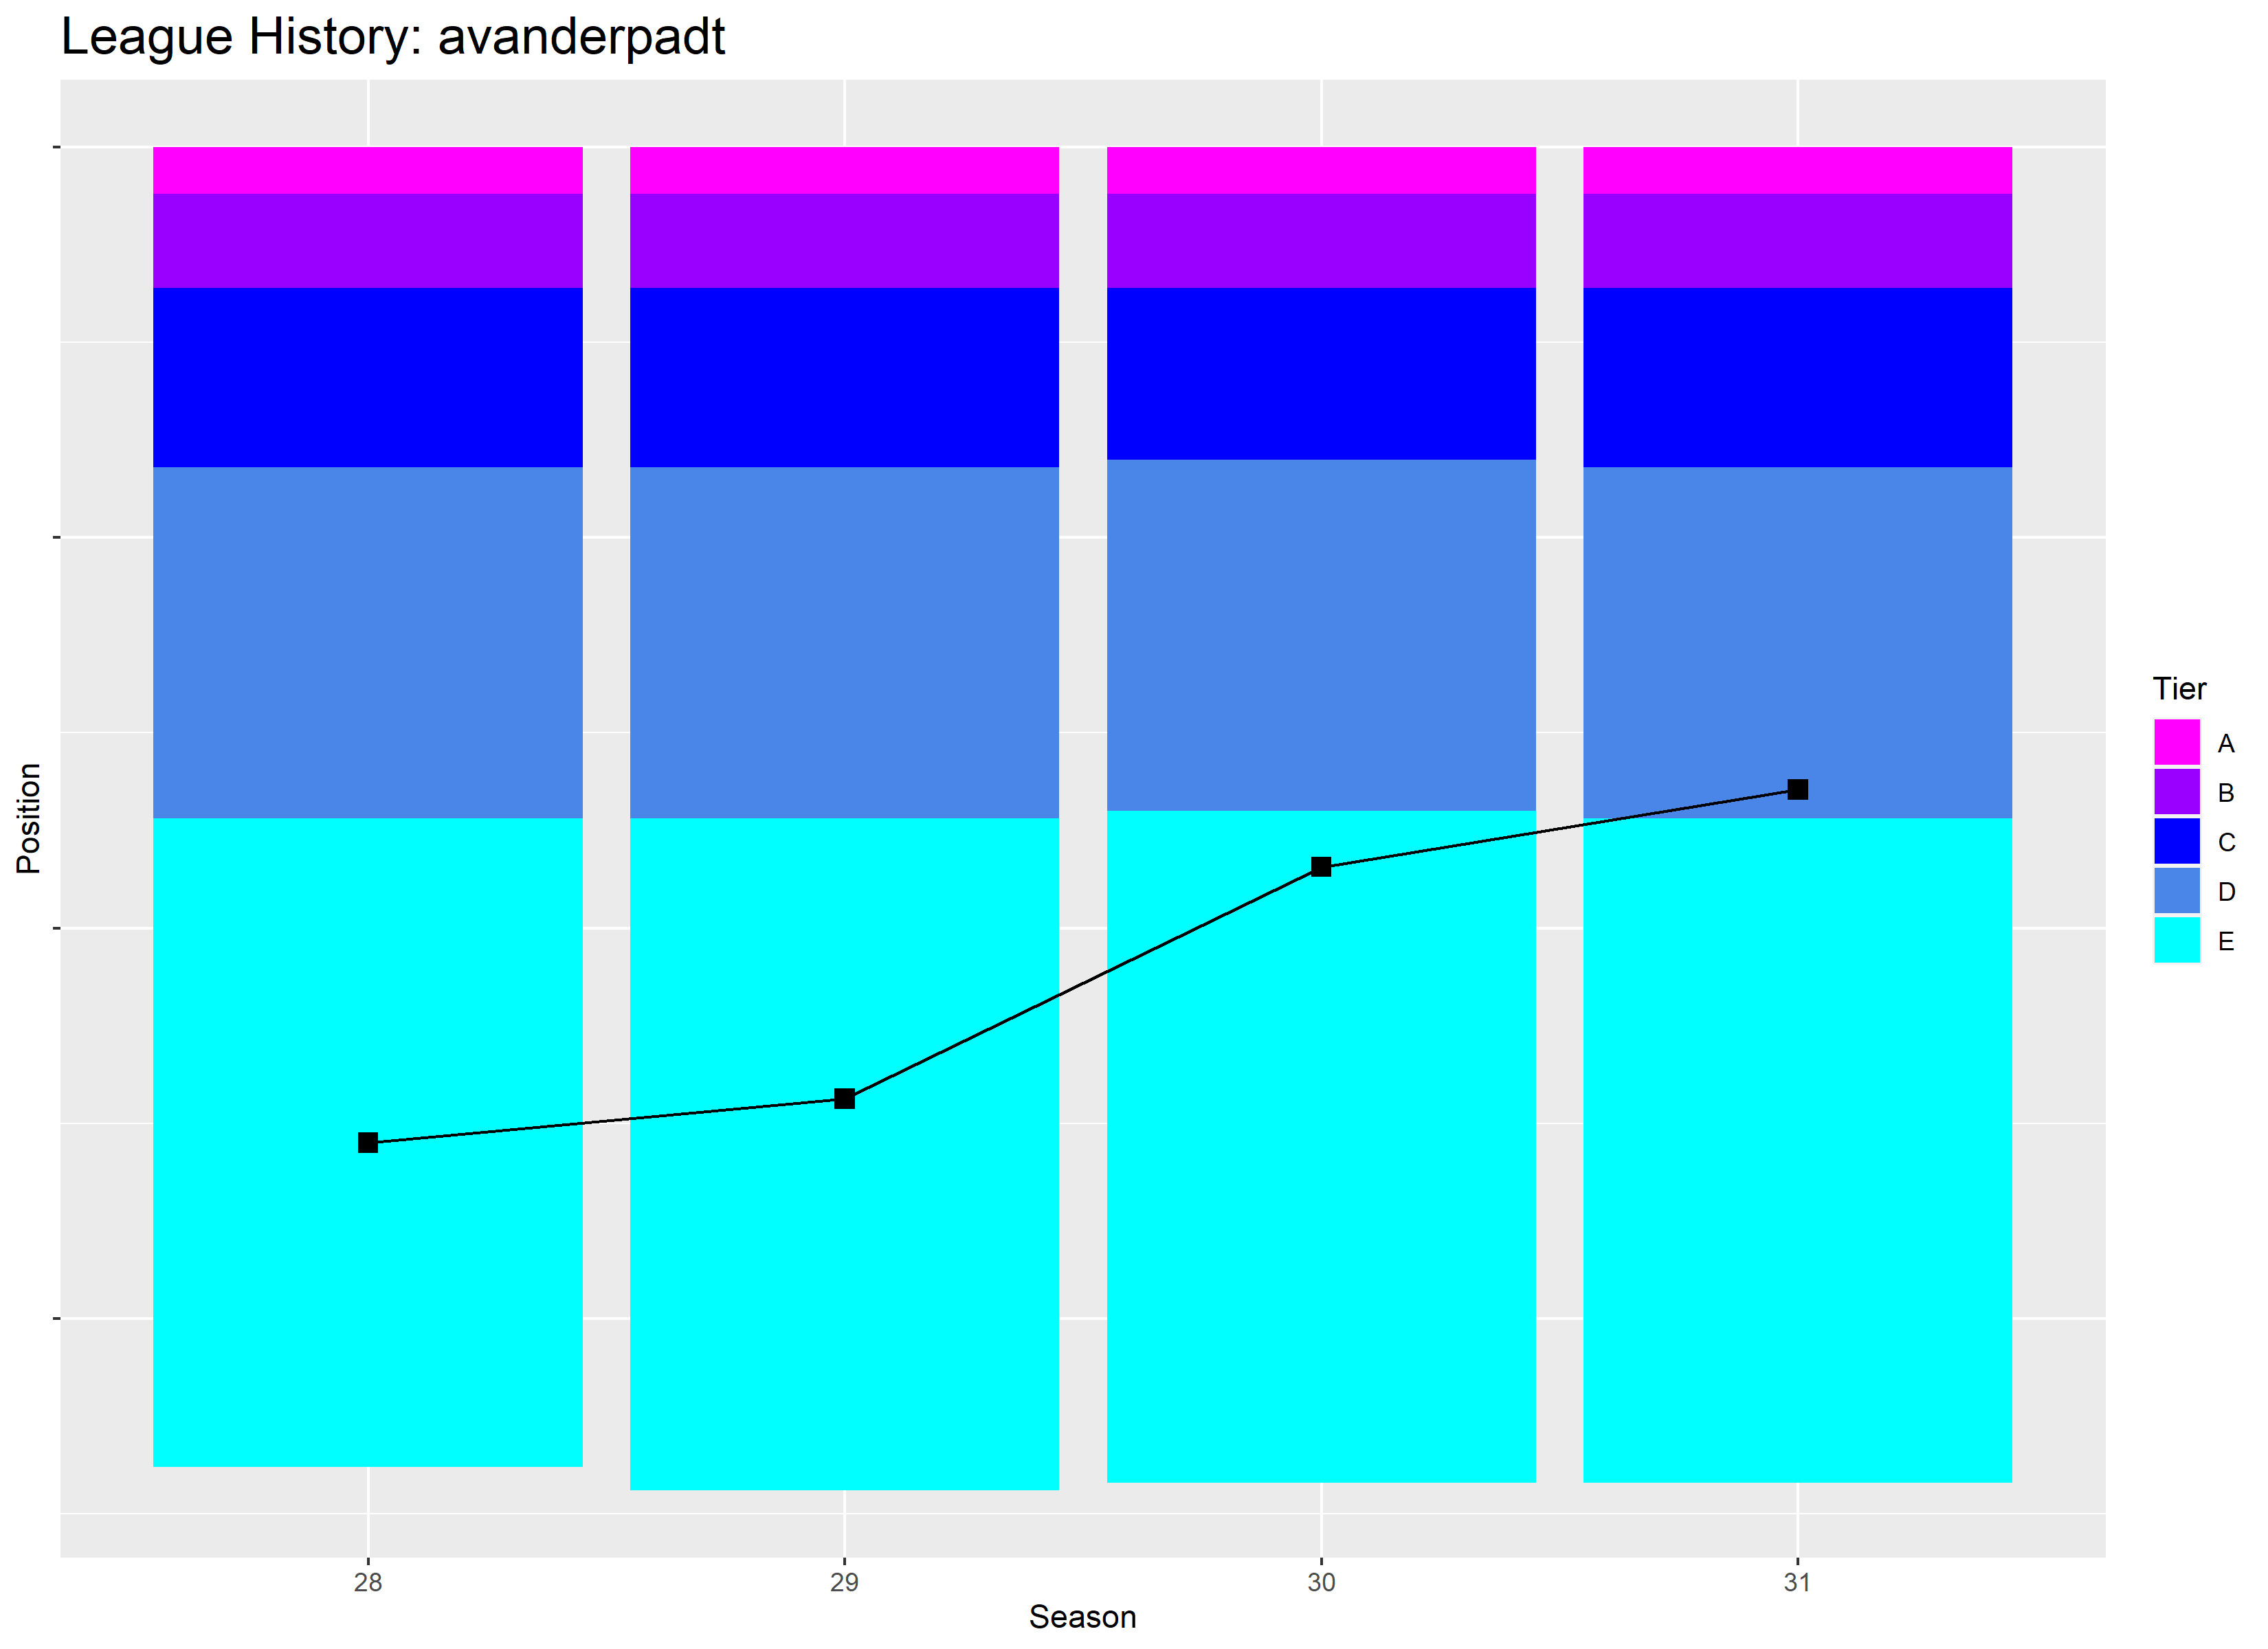 League History: avanderpadt
Position
Tier
A
B
C
D
E
28 29 30 31
Season